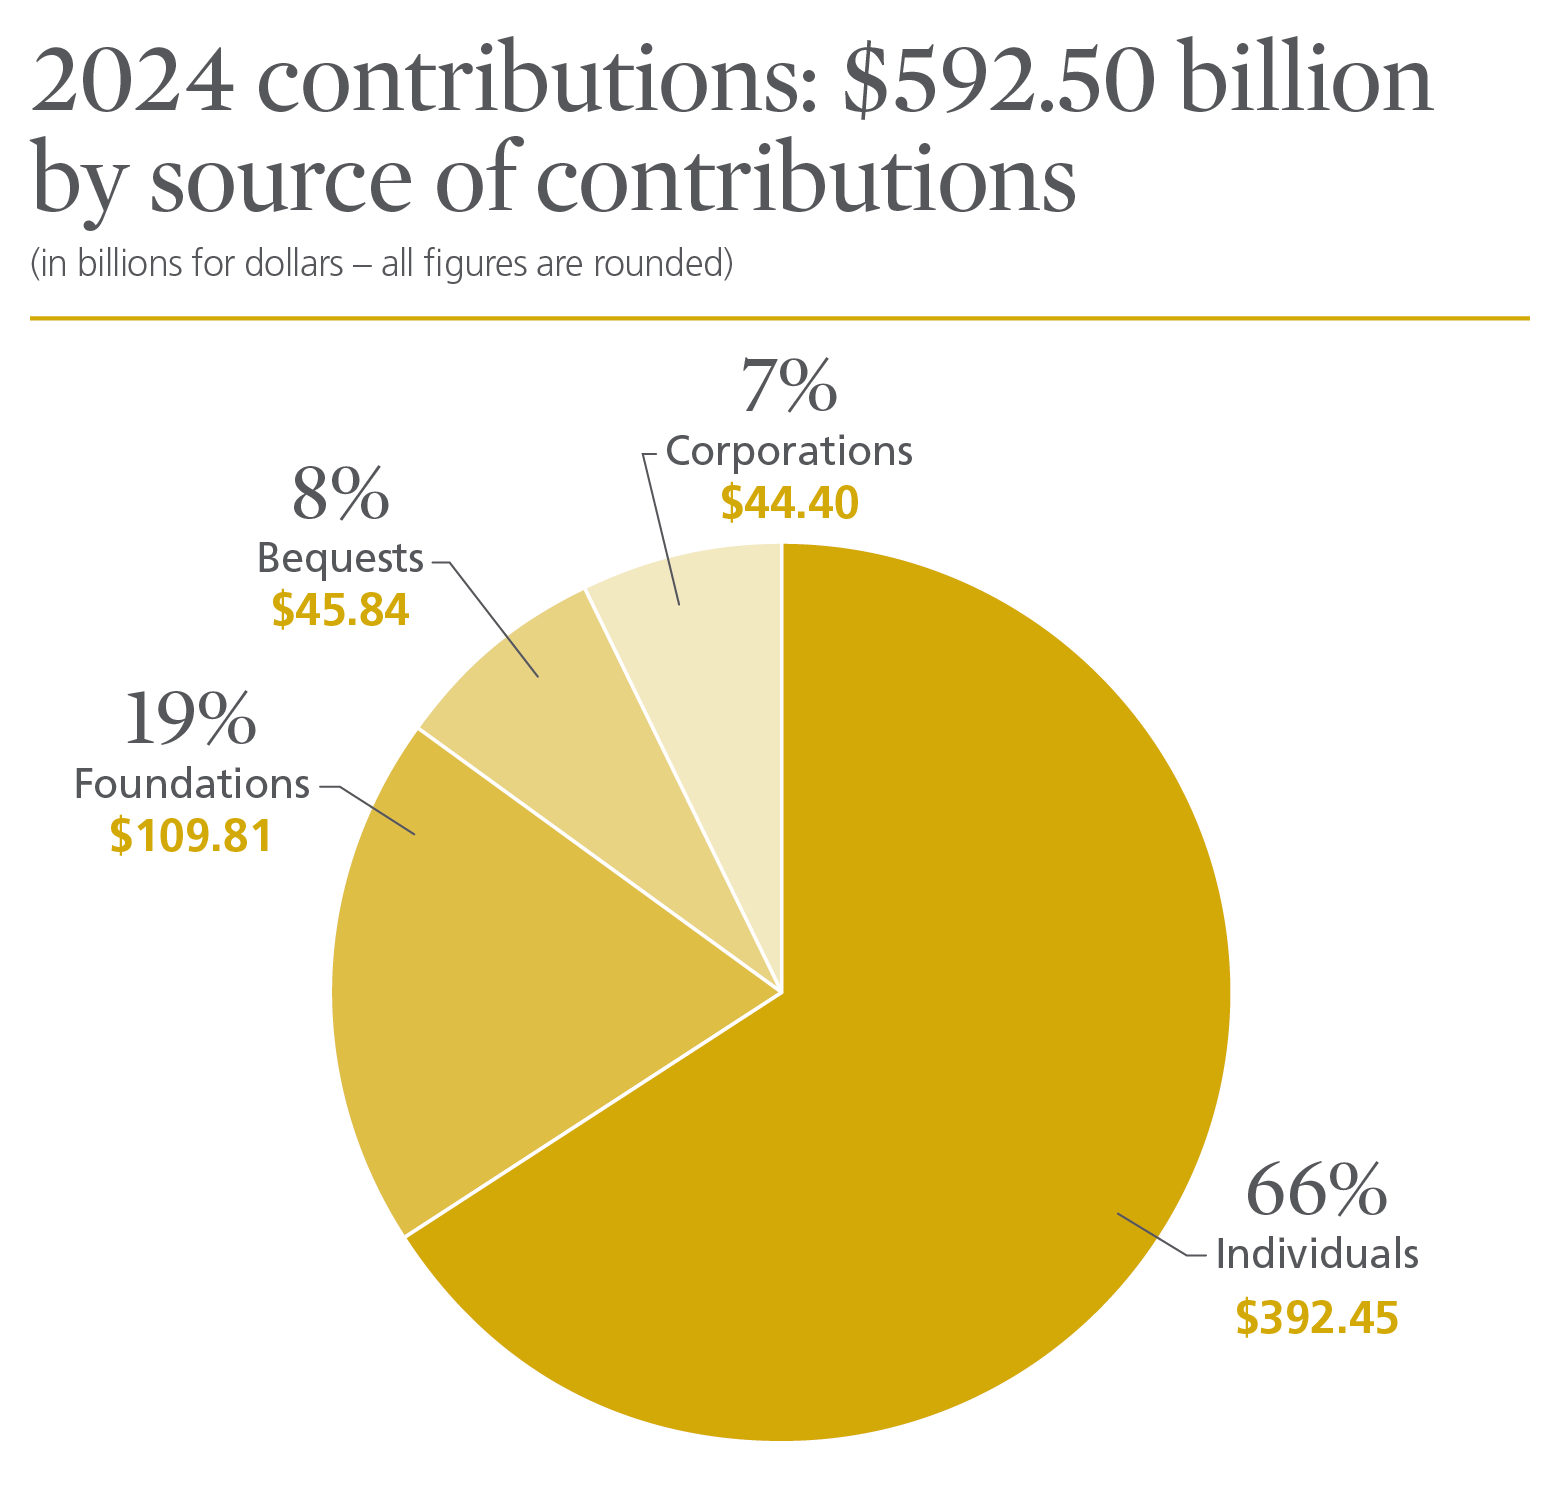 2024 contributions: $592.50 billion
by source of contributions
(in billions for dollars – all figures are rounded)
7%
Corporations
$44.40
8%
Bequests
$45.84
19%
Foundations
$109.81
66%
Individuals
$392.45